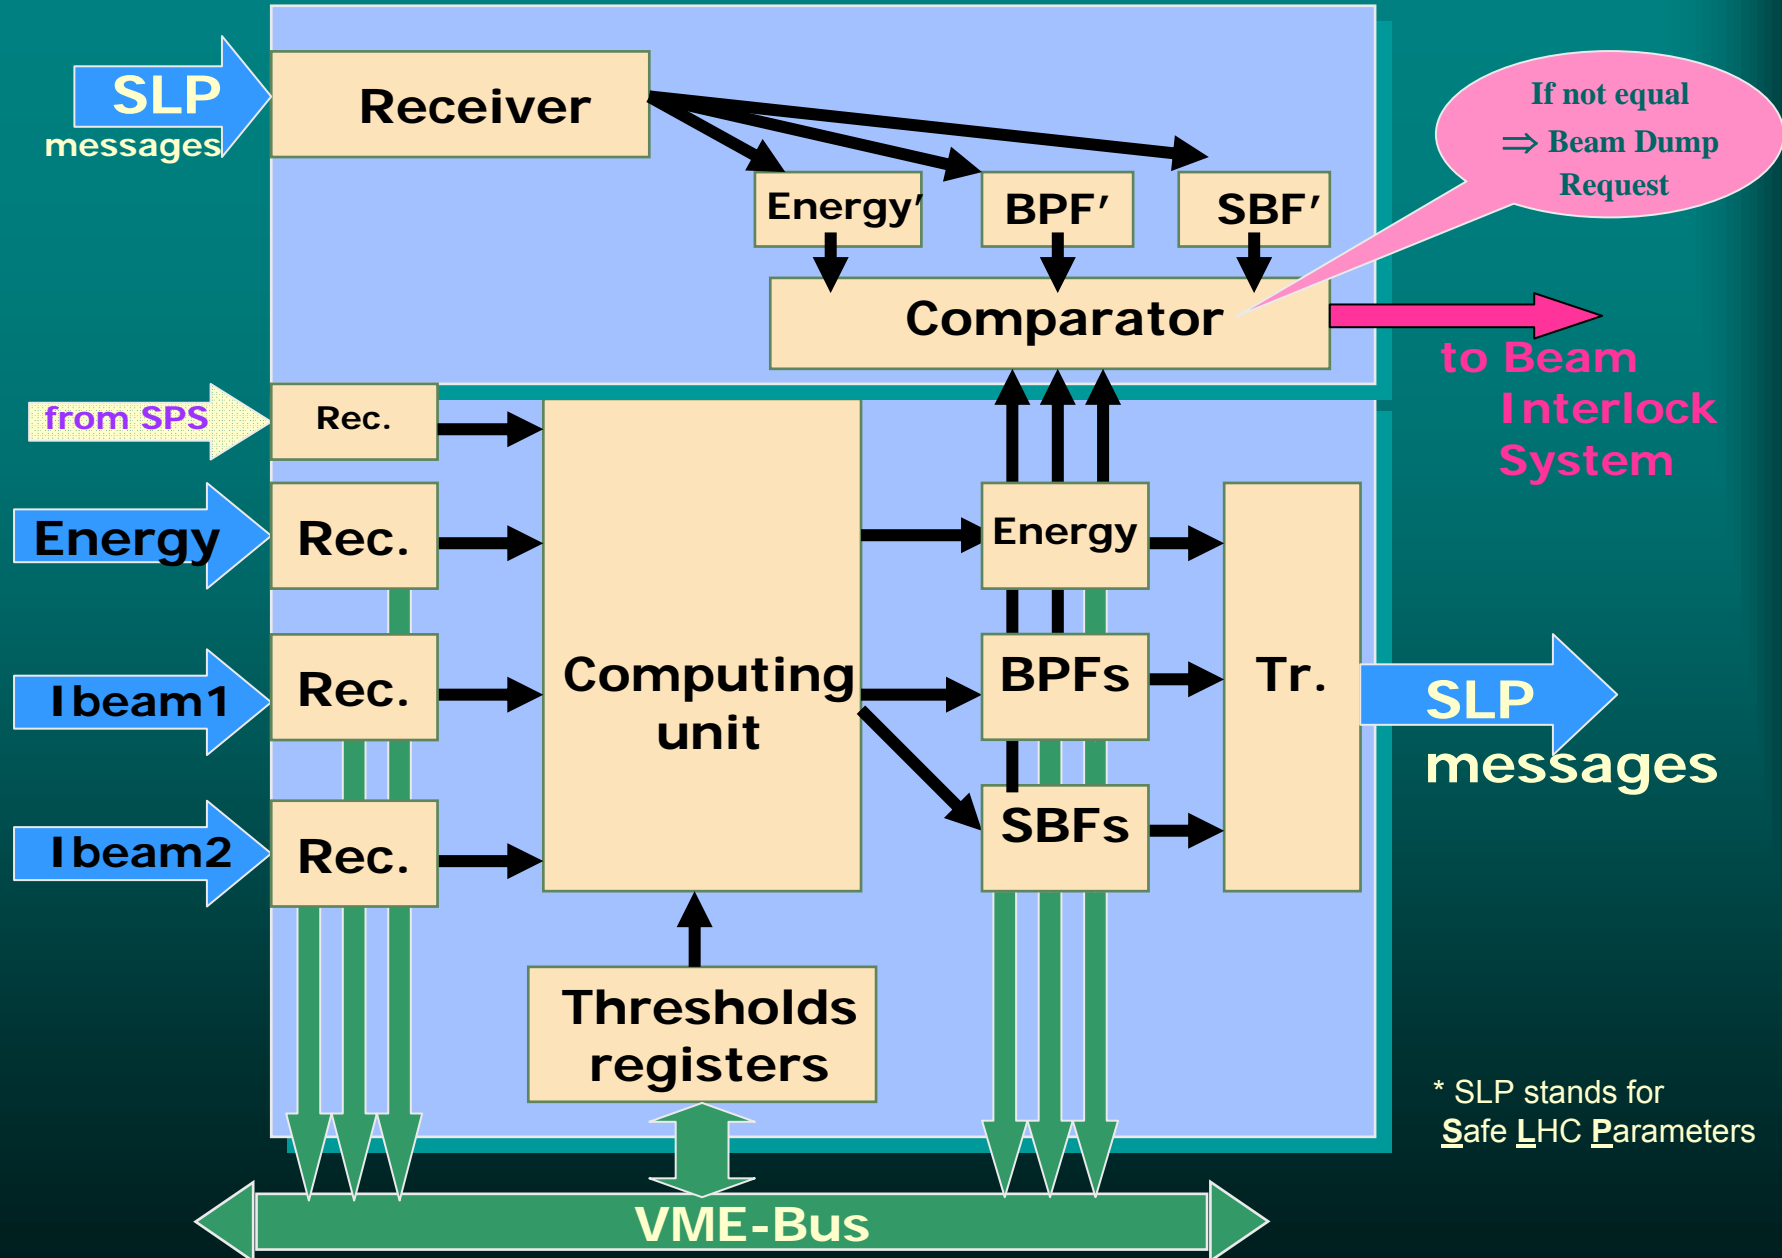 SLP
messages
Receiver
If not equal
⇒ Beam Dump
Request
Energy'
BPF'
SBF'
Comparator
to Beam
Interlock
System
from SPS
Rec.
Energy
Rec.
Energy
Ibeam1
Rec.
Computing
unit
BPFs
Tr.
SLP
messages
Ibeam2
Rec.
SBFs
Thresholds
registers
* SLP stands for
Safe LHC Parameters
VME-Bus